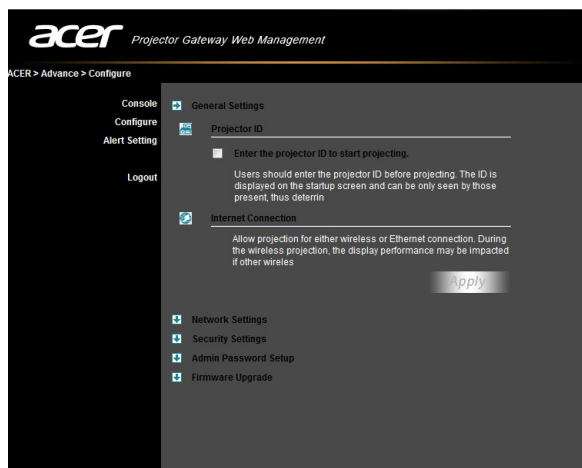 acer Projector Gateway Web Management
ACER > Advance > Configure
Console
Configure
Alert Setting
Logout
General Settings
Projector ID
Enter the projector ID to start projecting.
Users should enter the projector ID before projecting. The ID is
displayed on the startup screen and can be only seen by those
present, thus deterrin
Internet Connection
Allow projection for either wireless or Ethernet connection. During
the wireless projection, the display performance may be impacted
if other wireles
Apply
Network Settings
Security Settings
Admin Password Setup
Firmware Upgrade